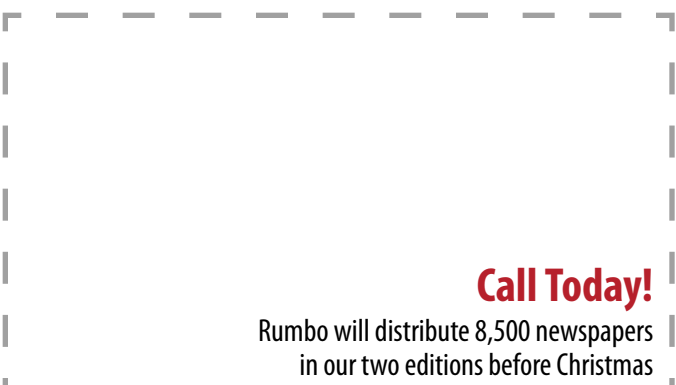 Call Today!
Rumbo will distribute 8,500 newspapers
in our two editions before Christmas